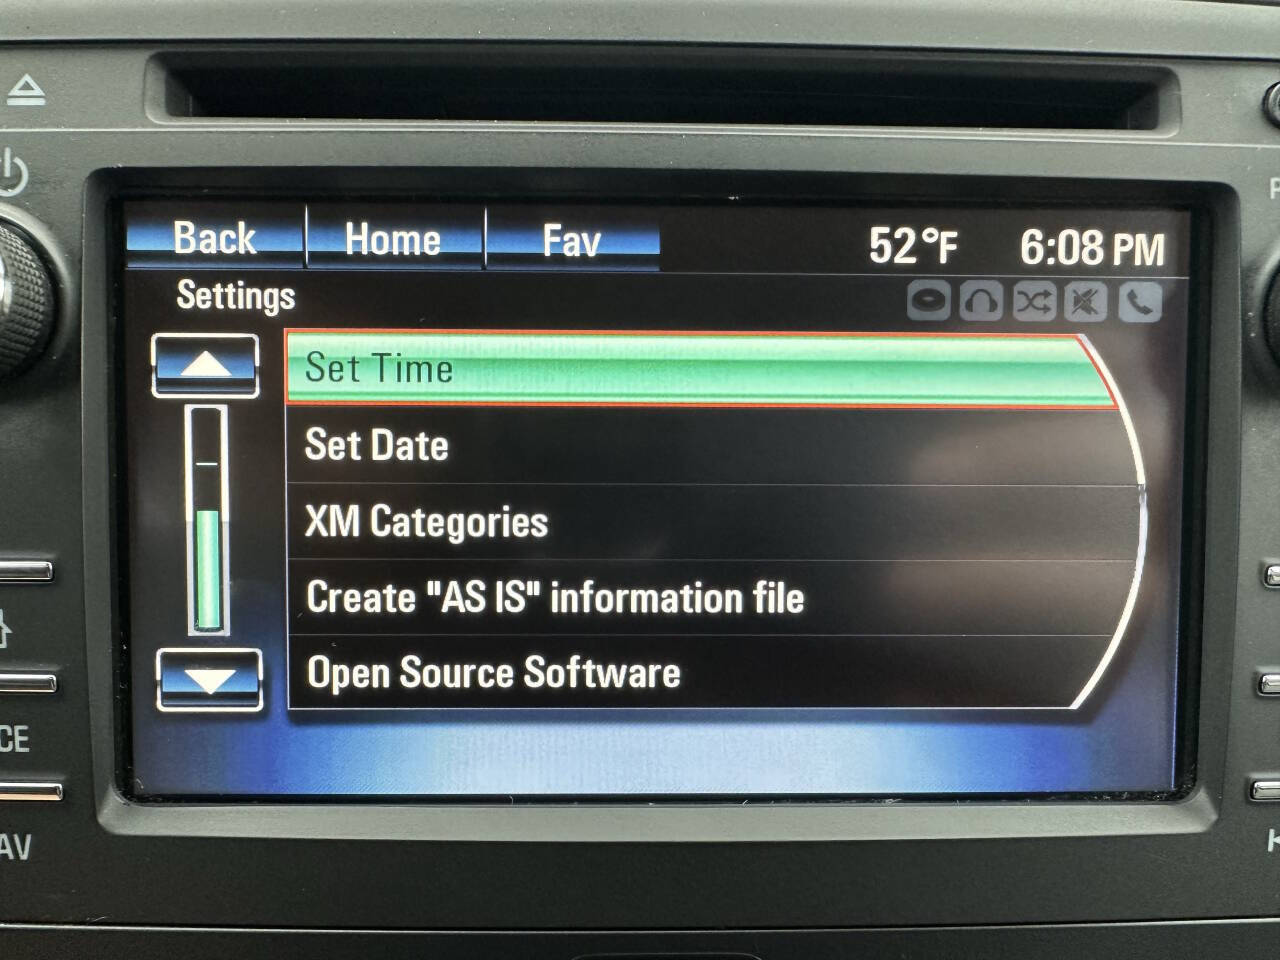 Back Home Fav 52°F 6:08 PM
Settings
Set Time
Set Date
XM Categories
Create "AS IS" information file
Open Source Software